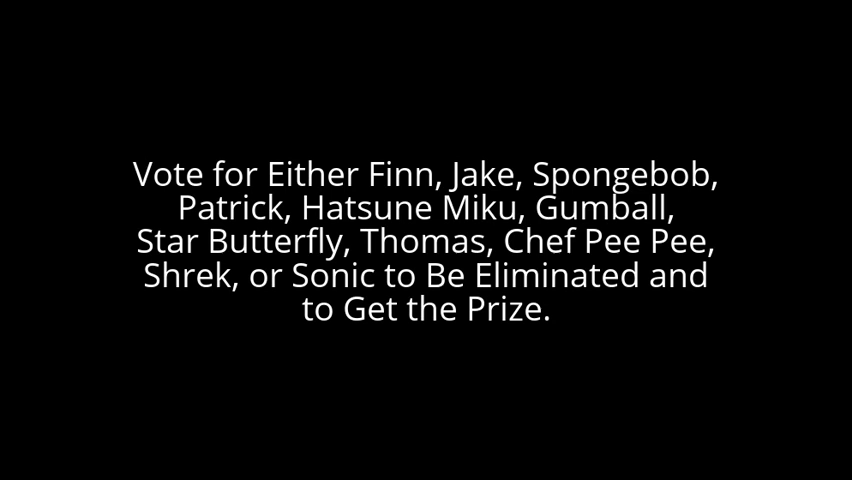 Vote for Either Finn, Jake, Spongebob,
Patrick, Hatsune Miku, Gumball,
Star Butterfly, Thomas, Chef Pee Pee,
Shrek, or Sonic to Be Eliminated and
to Get the Prize.